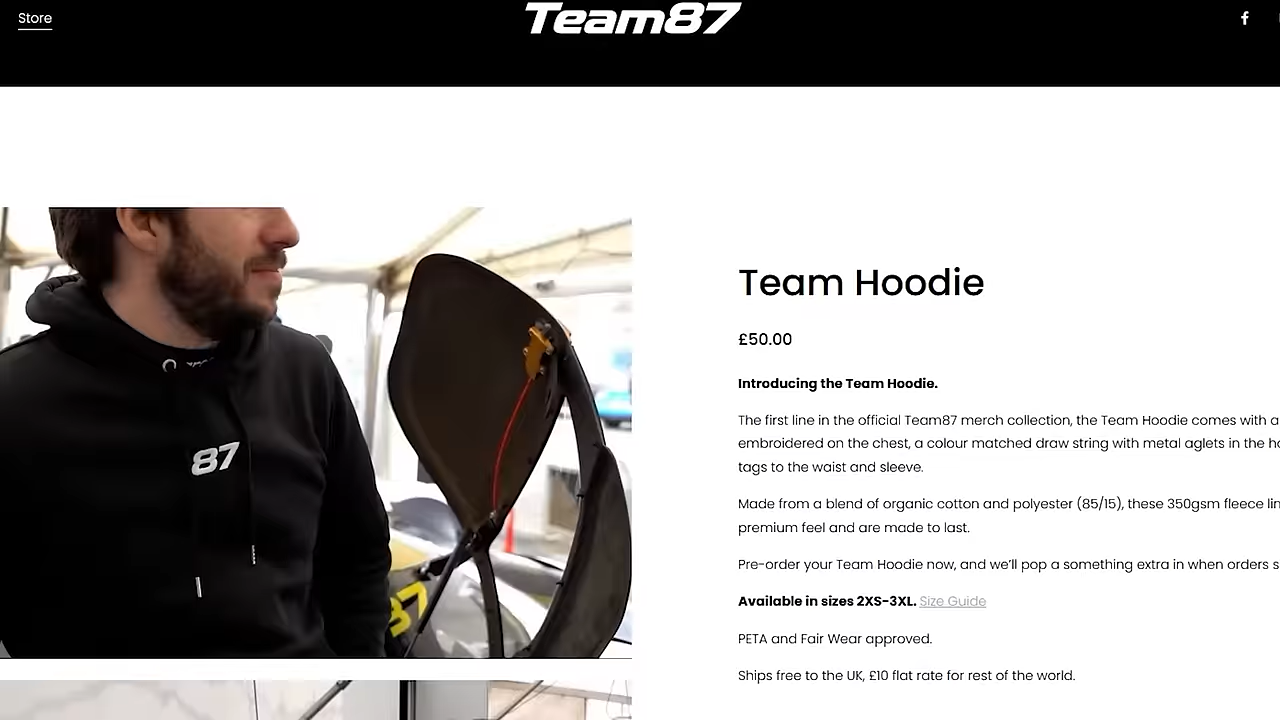 Store
Team87
Team Hoodie
£50.00
Introducing the Team Hoodie.
The first line in the official Team87 merch collection, the Team Hoodie comes with a
embroidered on the chest, a colour matched draw string with metal aglets in the
tags to the waist and sleeve.
Made from a blend of organic cotton and polyester (85/15), these 350gsm fleece
premium feel and are made to last.
Pre-order your Team Hoodie now, and we'll pop a something extra in when orders
Available in sizes 2XS-3XL. Size Guide
PETA and Fair Wear approved.
Ships free to the UK, £10 flat rate for rest of the world.
87
87